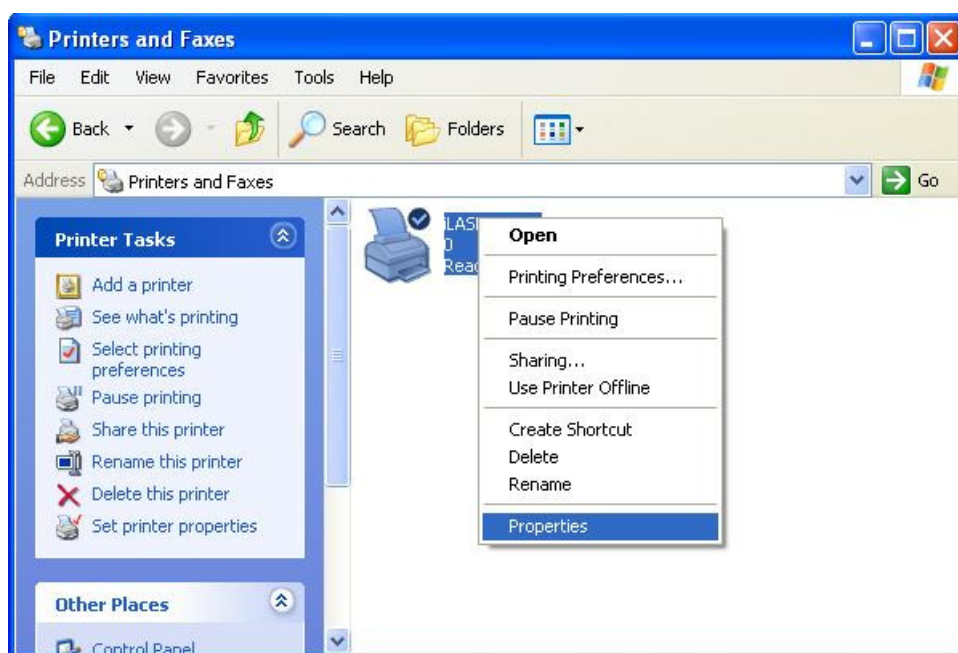 Printers and Faxes
File Edit View Favorites Tools Help
Back Search Folders
Address Printers and Faxes Go
Printer Tasks
Add a printer
See what's printing
Select printing
preferences
Pause printing
Share this printer
Rename this printer
Delete this printer
Set printer properties
Other Places
Control Panel
0
Open
Printing Preferences...
Pause Printing
Sharing...
Use Printer Offline
Create Shortcut
Delete
Rename
Properties